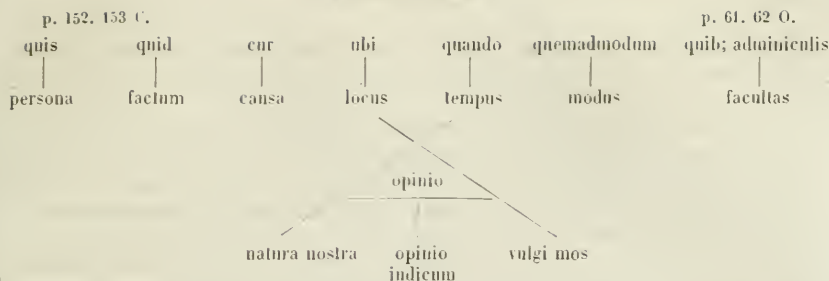 p. 152. 153 C. p. 61. 62 O.
quis quid cur ubi quando quemadmodum quib; adminiculis
persona factum causa locus tempus modus facultas
opinio
natura nostra opinio vulgi mos
iudicum